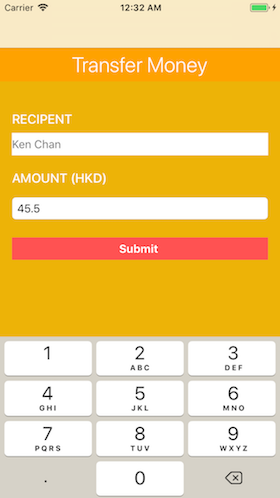 Carrier 12:32 AM
Transfer Money
RECIPENT
Ken Chan
AMOUNT (HKD)
45.5
Submit
1 2 3
ABC DEF
4 5 6
GHI JKL MNO
7 8 9
PQRS TUV WXYZ
. 0